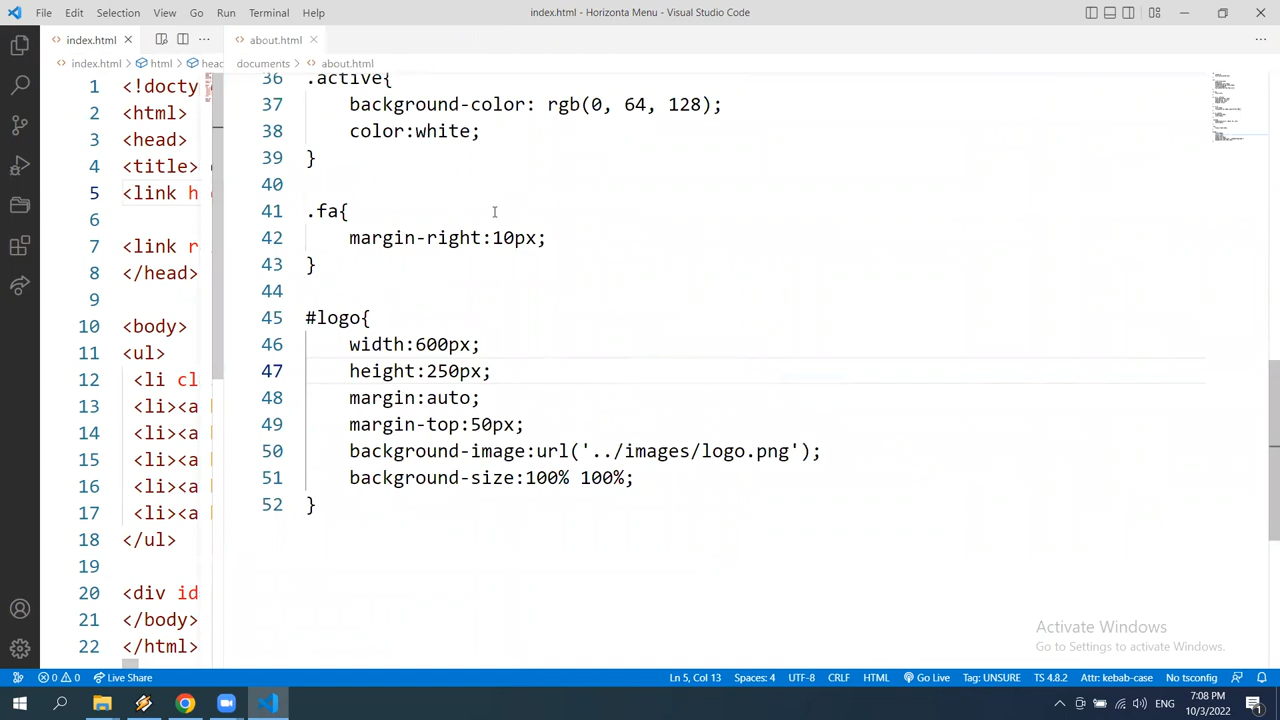 File Edit Selection View Go Run Terminal Help
index.html - Horizonta Menu - Visual Studio Code
index.html
about.html
index.html > html > head
documents > about.html
1 <!docty
2 <html>
3 <head>
4 <title>
5 <link h
6
7 <link r
8 </head>
9
10 <body>
11 <ul>
12 <li cl
13 <li><a
14 <li><a
15 <li><a
16 <li><a
17 <li><a
18 </ul>
19
20 <div id
21 </body>
22 </html>
36 .active{
37 background-color: rgb(0, 64, 128);
38 color:white;
39 }
40
41 .fa{
42 margin-right:10px;
43 }
44
45 #logo{
46 width:600px;
47 height:250px;
48 margin:auto;
49 margin-top:50px;
50 background-image:url('../images/logo.png');
51 background-size:100% 100%;
52 }
Activate Windows
Go to Settings to activate Windows.
0 0 Live Share
Ln 5, Col 13 Spaces: 4 UTF-8 CRLF HTML Go Live Tag: UNSURE TS 4.8.2 Attr: kebab-case No tsconfig
ENG
7:08 PM
10/3/2022
1